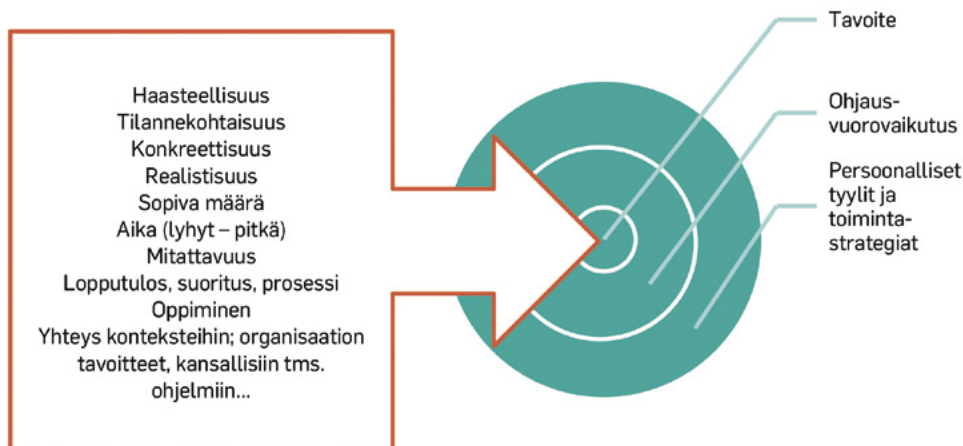 Haasteellisuus
Tilannekohtaisuus
Konkreettisuus
Realistisuus
Sopiva määrä
Aika (lyhyt – pitkä)
Mitattavuus
Lopputulos, suoritus, prosessi
Oppiminen
Yhteys konteksteihin; organisaation
tavoitteet, kansallisiin tms.
ohjelmiin...
Tavoite
Ohjaus-
vuorovaikutus
Persoonalliset
tyylit ja
toiminta-
strategiat